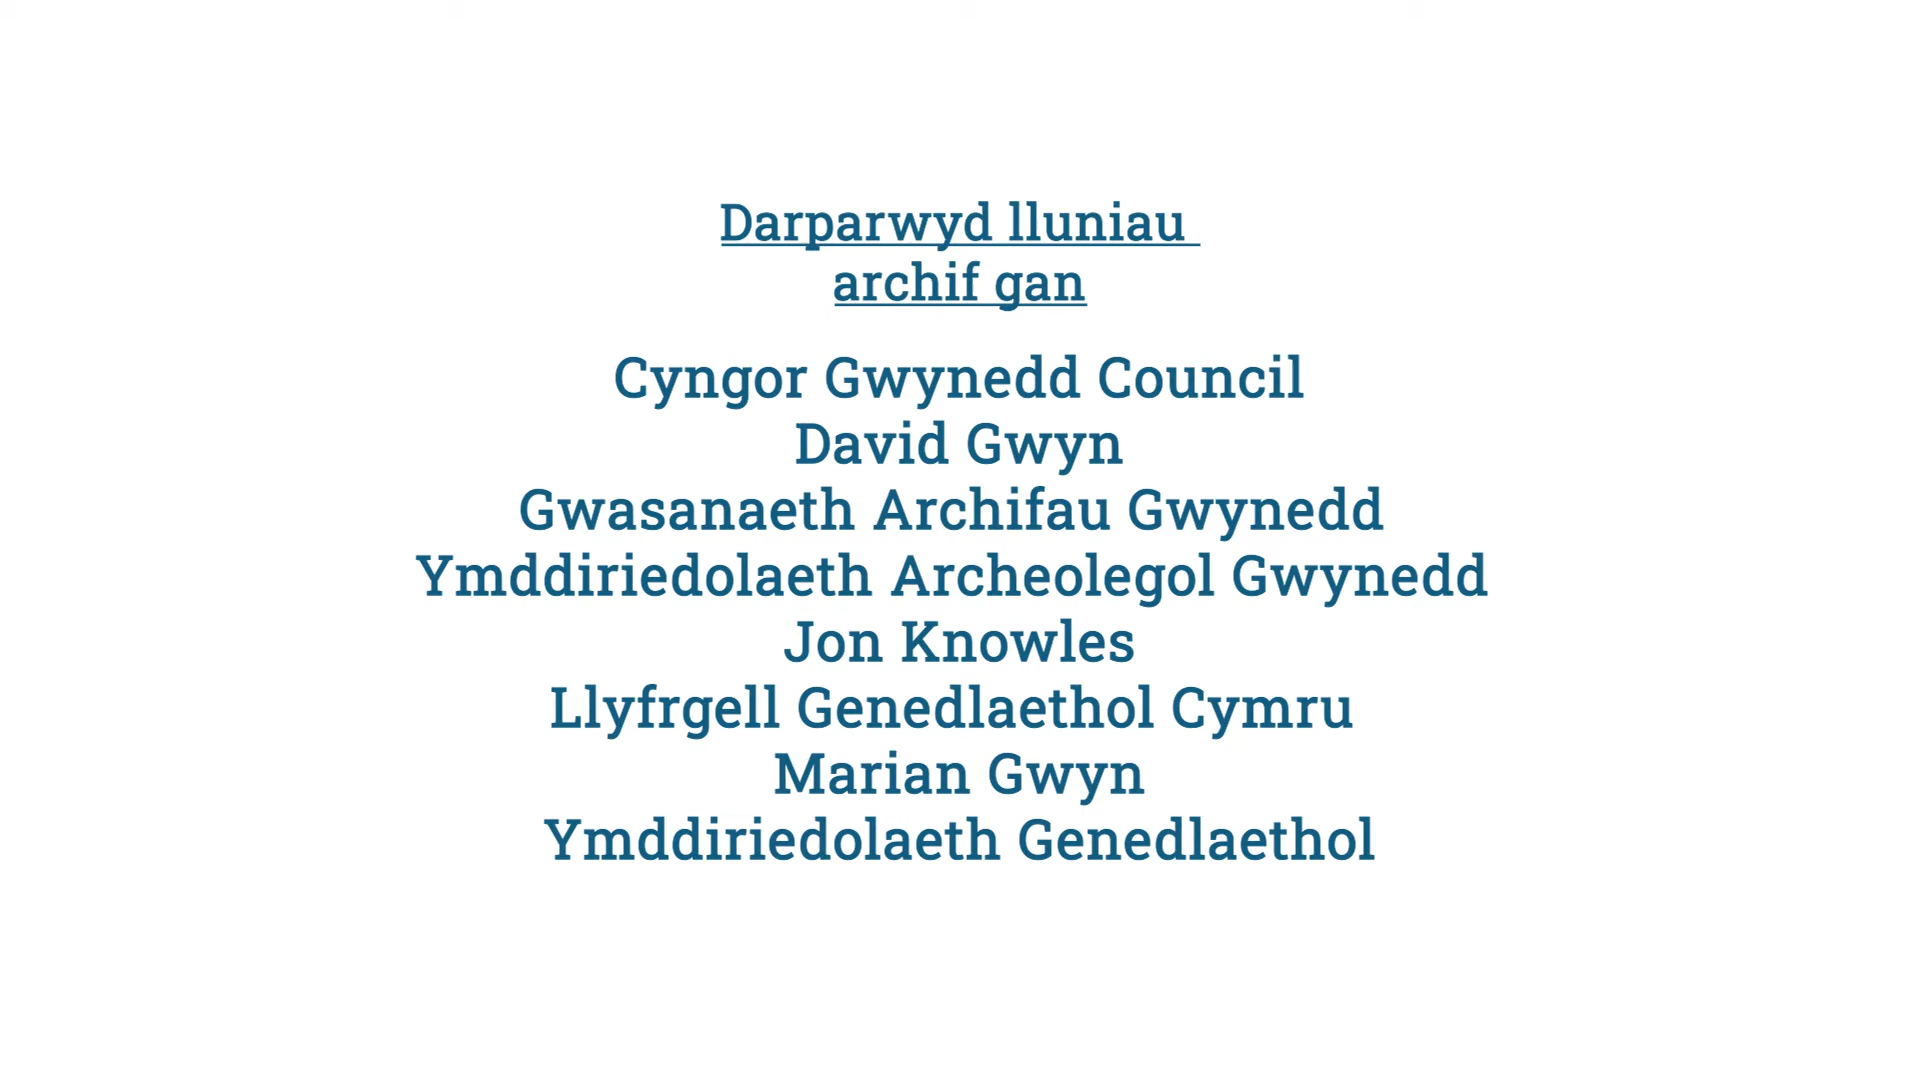 Darparwyd lluniau
archif gan
Cyngor Gwynedd Council
David Gwyn
Gwasanaeth Archifau Gwynedd
Ymddiriedolaeth Archeolegol Gwynedd
Jon Knowles
Llyfrgell Genedlaethol Cymru
Marian Gwyn
Ymddiriedolaeth Genedlaethol